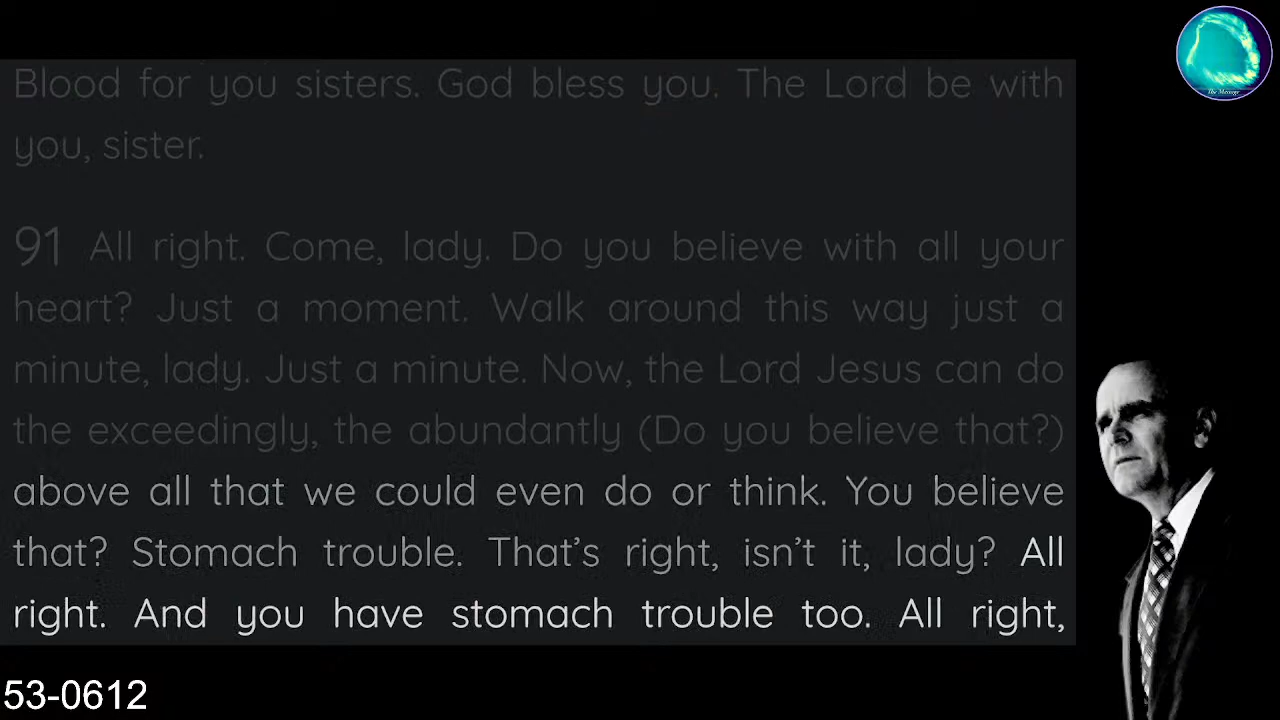 Blood for you sisters. God bless you. The Lord be with
you, sister.
91 All right. Come, lady. Do you believe with all your
heart? Just a moment. Walk around this way just a
minute, lady. Just a minute. Now, the Lord Jesus can do
the exceedingly, the abundantly (Do you believe that?)
above all that we could even do or think. You believe
that? Stomach trouble. That’s right, isn’t it, lady? All
right. And you have stomach trouble too. All right,
53-0612
The Message